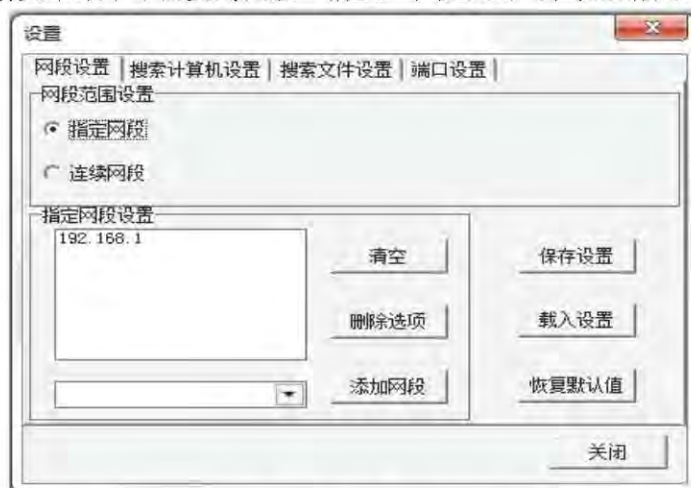 设置
网段设置 搜索计算机设置 搜索文件设置 端口设置
网段范围设置
指定网段
连续网段
指定网段设置
192.168.1
清空
保存设置
删除选项
载入设置
添加网段
恢复默认值
关闭